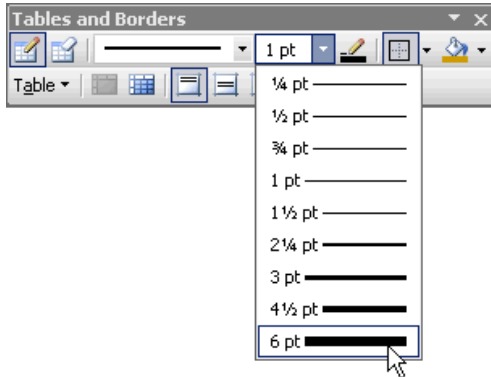 Tables and Borders
1 pt
Table
¼ pt
½ pt
¾ pt
1 pt
1½ pt
2¼ pt
3 pt
4½ pt
6 pt